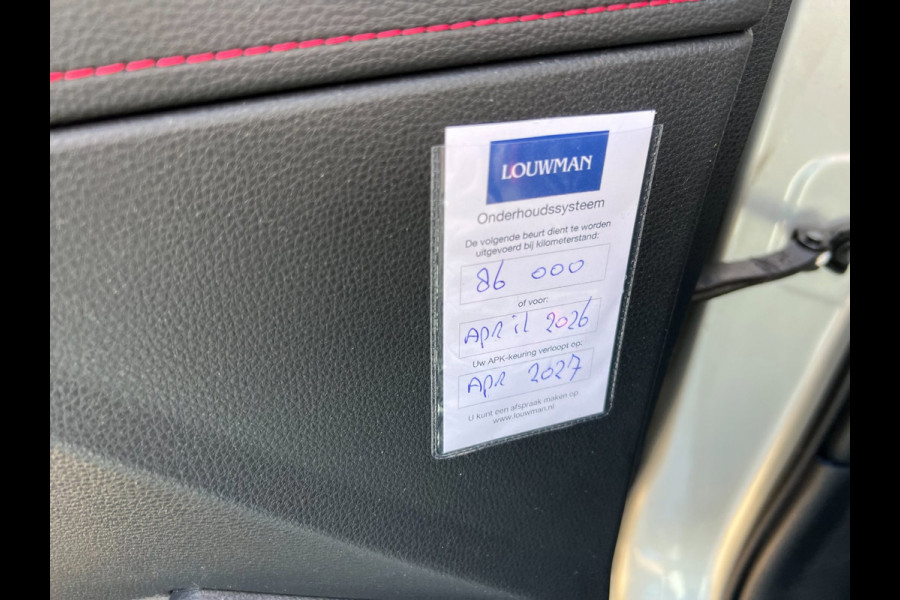 LOUWMAN
Onderhoudssysteem
De volgende beurt dient te worden
uitgevoerd bij kilometerstand:
86 000
of voor:
April 2026
Uw APK-keuring verloopt op:
Apr 2027
U kunt een afspraak maken op
www.louwman.nl